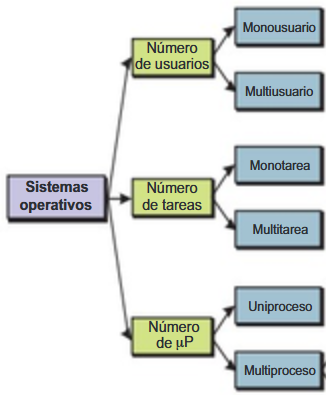 Sistemas
operativos
Número
de usuarios
Monousuario
Multiusuario
Número
de tareas
Monotarea
Multitarea
Número
de µP
Uniproceso
Multiproceso